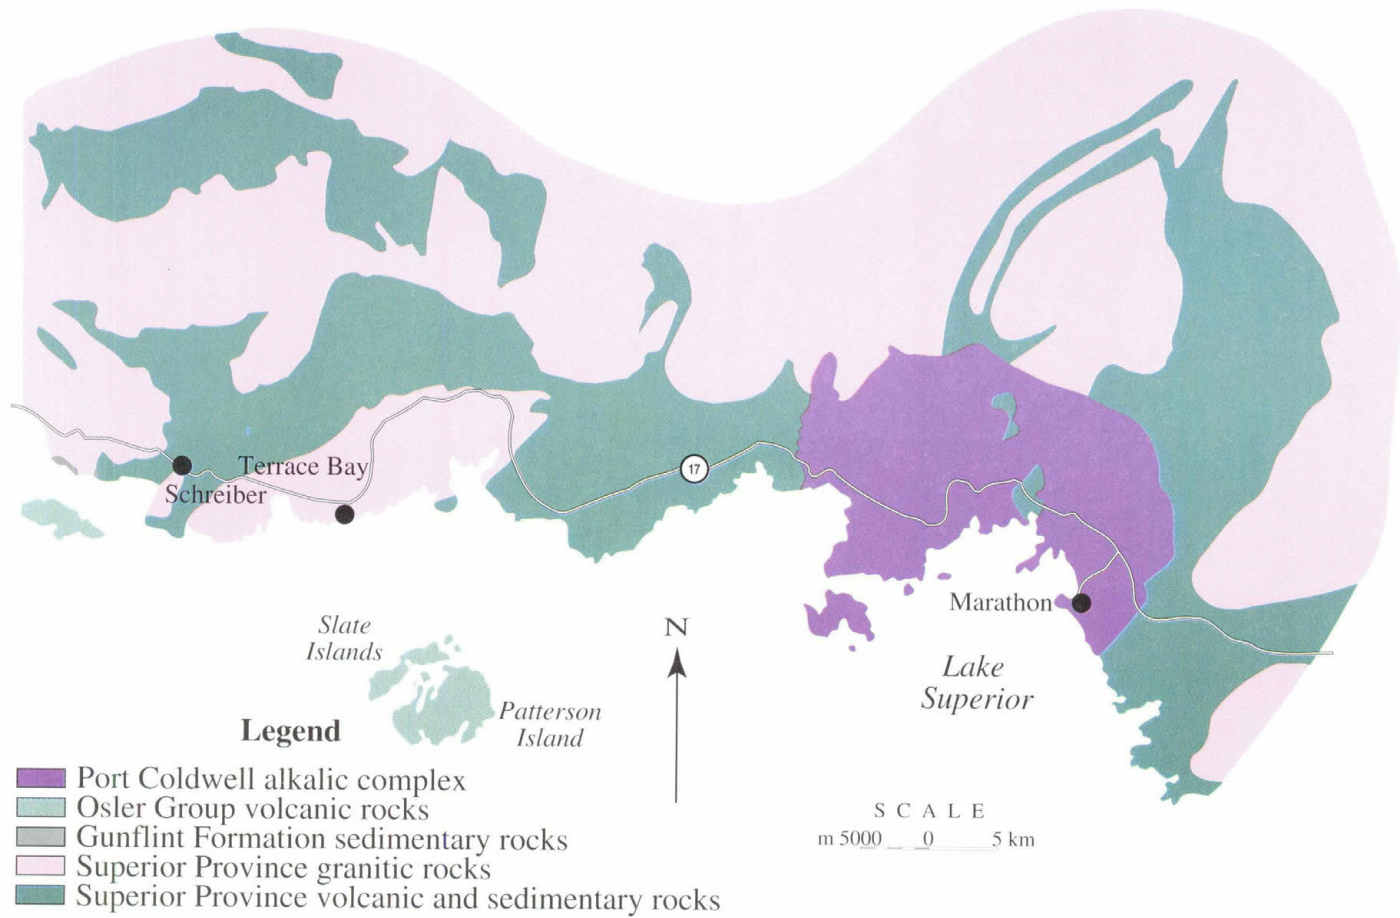 17
Terrace Bay
Schreiber
Marathon
Slate
Islands
N
Lake
Superior
Patterson
Island
Legend
Port Coldwell alkalic complex
Osler Group volcanic rocks
Gunflint Formation sedimentary rocks
Superior Province granitic rocks
Superior Province volcanic and sedimentary rocks
SCALE
m 5000 0 5 km